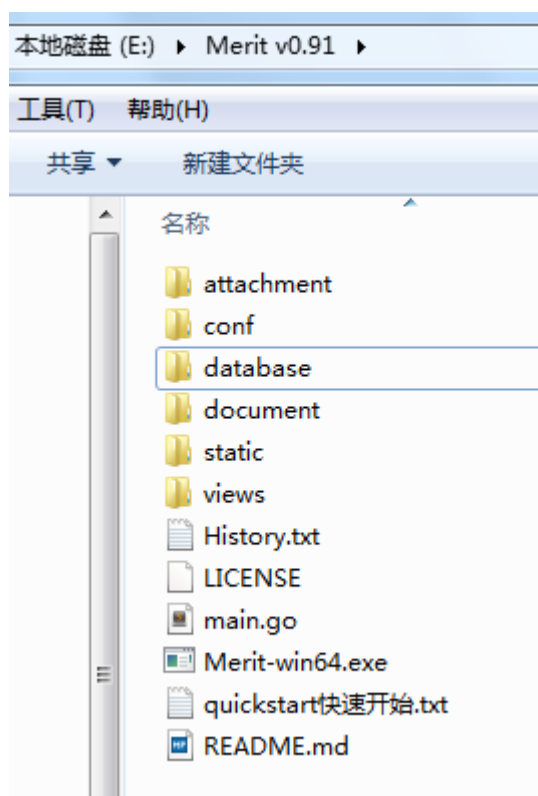 本地磁盘 (E:) ▸ Merit v0.91 ▸
工具(T) 帮助(H)
共享 ▾ 新建文件夹
名称
attachment
conf
database
document
static
views
History.txt
LICENSE
main.go
Merit-win64.exe
quickstart快速开始.txt
README.md